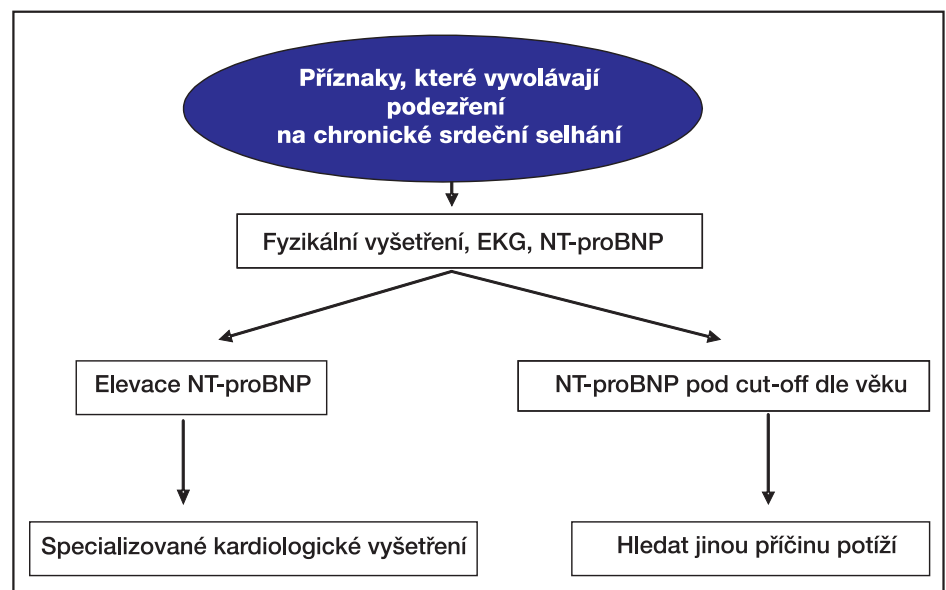 Příznaky, které vyvolávají
podezření
na chronické srdeční selhání
Fyzikální vyšetření, EKG, NT-proBNP
Elevace NT-proBNP
NT-proBNP pod cut-off dle věku
Specializované kardiologické vyšetření
Hledat jinou příčinu potíží